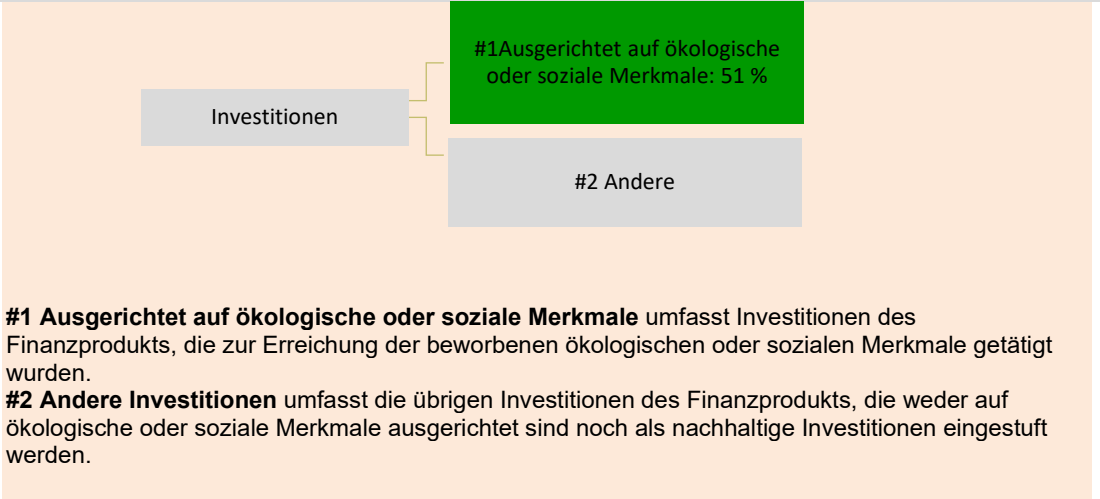 #1Ausgerichtet auf ökologische
oder soziale Merkmale: 51 %
Investitionen
#2 Andere
#1 Ausgerichtet auf ökologische oder soziale Merkmale umfasst Investitionen des
Finanzprodukts, die zur Erreichung der beworbenen ökologischen oder sozialen Merkmale getätigt
wurden.
#2 Andere Investitionen umfasst die übrigen Investitionen des Finanzprodukts, die weder auf
ökologische oder soziale Merkmale ausgerichtet sind noch als nachhaltige Investitionen eingestuft
werden.